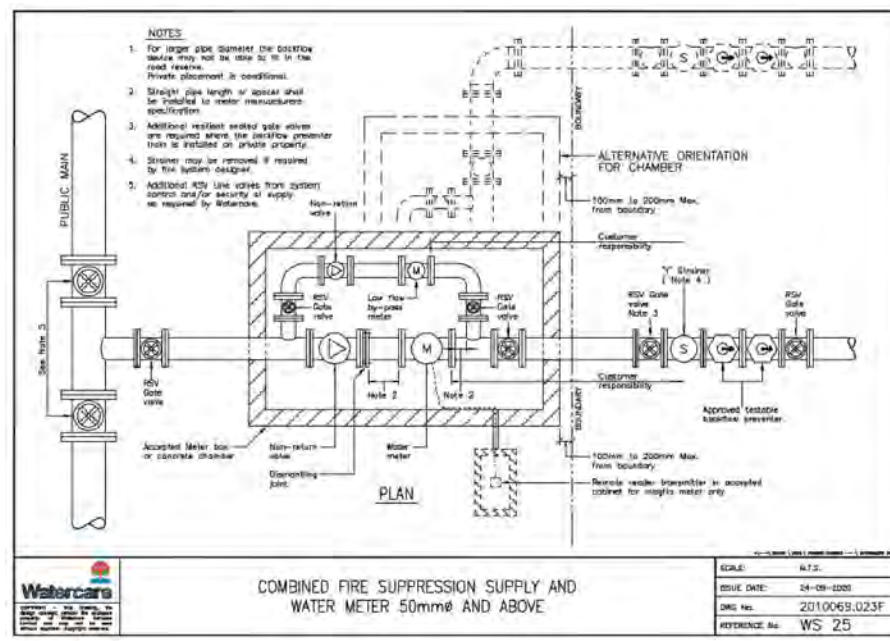 NOTES
1. For larger pipe diameter the backflow
device may not be able to fit in the
road reserve.
Private placement is conditional.
2. Straight pipe length or spacer shall
be installed to meter manufacturers
specification.
3. Additional resilient seated gate valves
are required where the backflow preventer
train is installed on private property.
4. Strainer may be removed if required
by fire system designer.
5. Additional RSV Line valves from system
control and/or security of supply
as required by Watercare.
PUBLIC MAIN
See Note 5
RSV
Gate
valve
Non-return
valve
RSV
Gate
valve
Low flow
by-pass
meter
RSV
Gate
valve
M
M
Note 2
Note 2
Accepted Meter box
or concrete chamber
Non-return
valve
Dismantling
joint
Water
meter
PLAN
S
BOUNDARY
ALTERNATIVE ORIENTATION
FOR CHAMBER
100mm to 200mm Max.
from boundary
Customer
responsibility
"Y" Strainer
( Note 4 )
RSV Gate
valve
Note 3
S
RSV
Gate
valve
Customer
responsibility
Approved testable
backflow preventer
BOUNDARY
100mm to 200mm Max.
from boundary
Remote reader transmitter in accepted
cabinet for magflo meter only
Watercare
COMBINED FIRE SUPPRESSION SUPPLY AND
WATER METER 50mmø AND ABOVE
SCALE: N.T.S.
ISSUE DATE: 24-09-2020
DWG No. 2010069.023F
REFERENCE No. WS 25